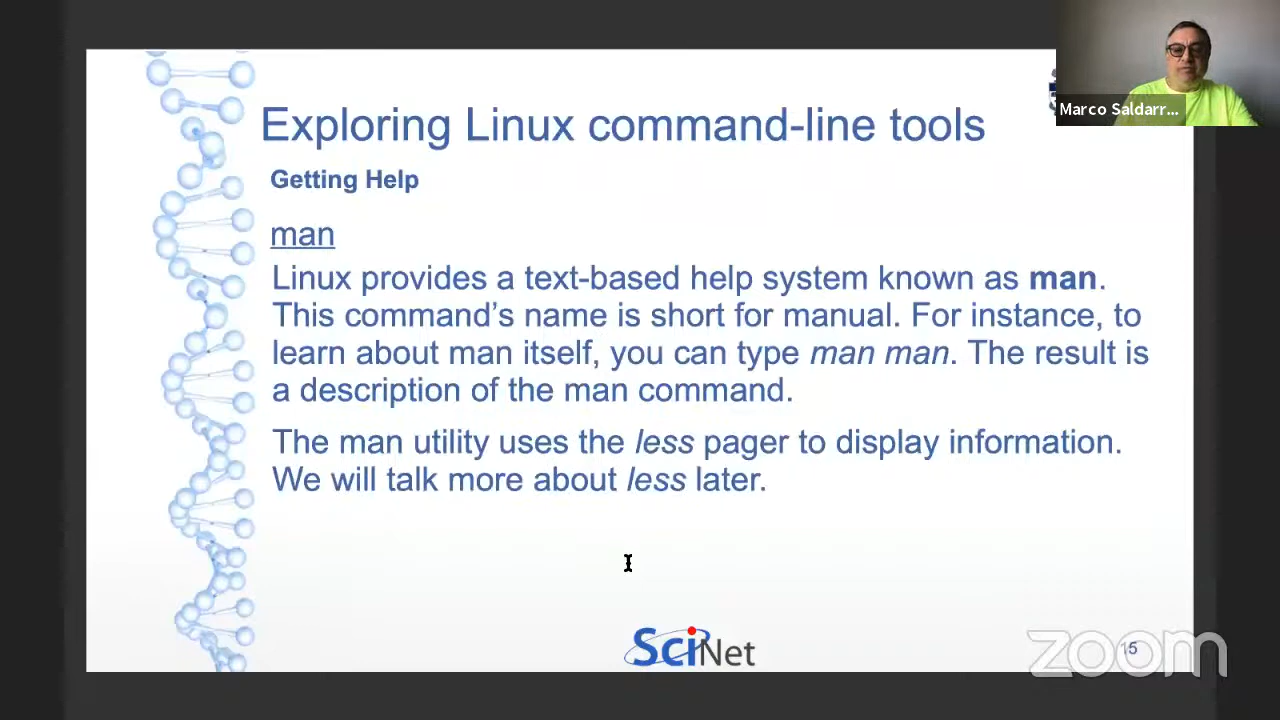 Exploring Linux command-line tools
Marco Saldarr...
Getting Help
man
Linux provides a text-based help system known as man.
This command's name is short for manual. For instance, to
learn about man itself, you can type man man. The result is
a description of the man command.
The man utility uses the less pager to display information.
We will talk more about less later.
SciNet
15
zoom